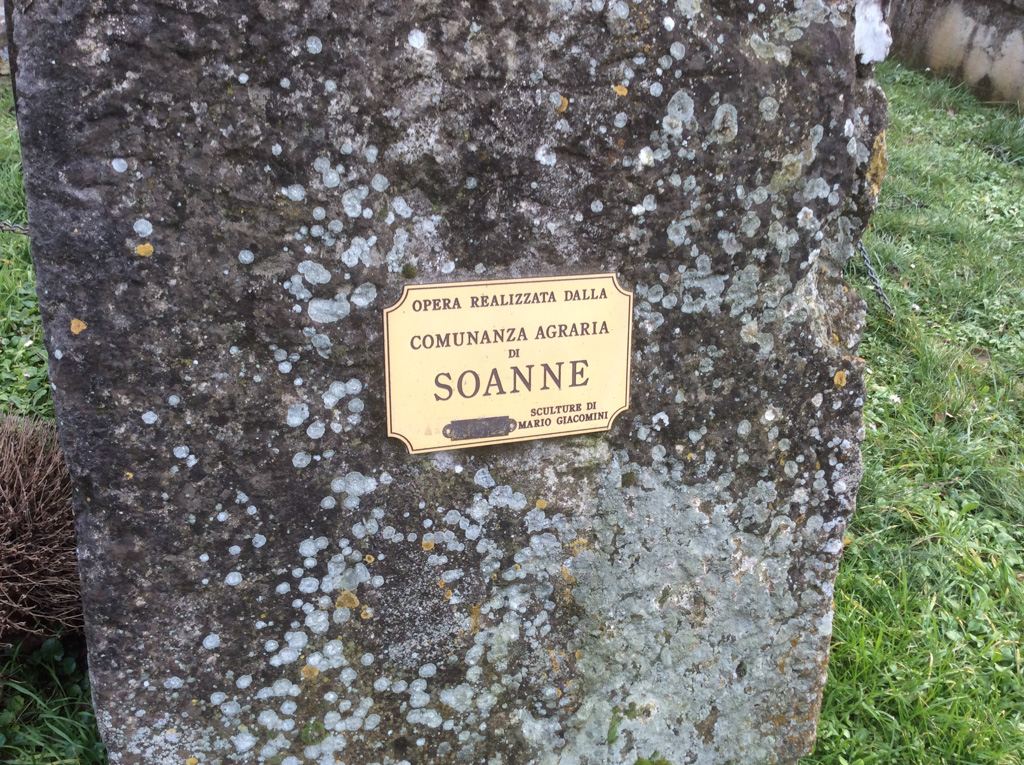 OPERA REALIZZATA DALLA
COMUNANZA AGRARIA
DI
SOANNE
SCULTURE DI
MARIO GIACOMINI